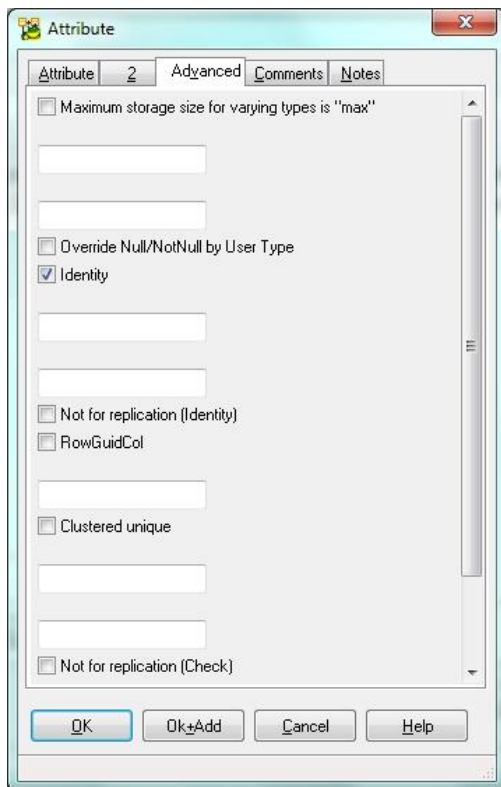 Attribute
Attribute 2 Advanced Comments Notes
Maximum storage size for varying types is "max"
Override Null/NotNull by User Type
Identity
Not for replication (Identity)
RowGuidCol
Clustered unique
Not for replication (Check)
OK Ok+Add Cancel Help